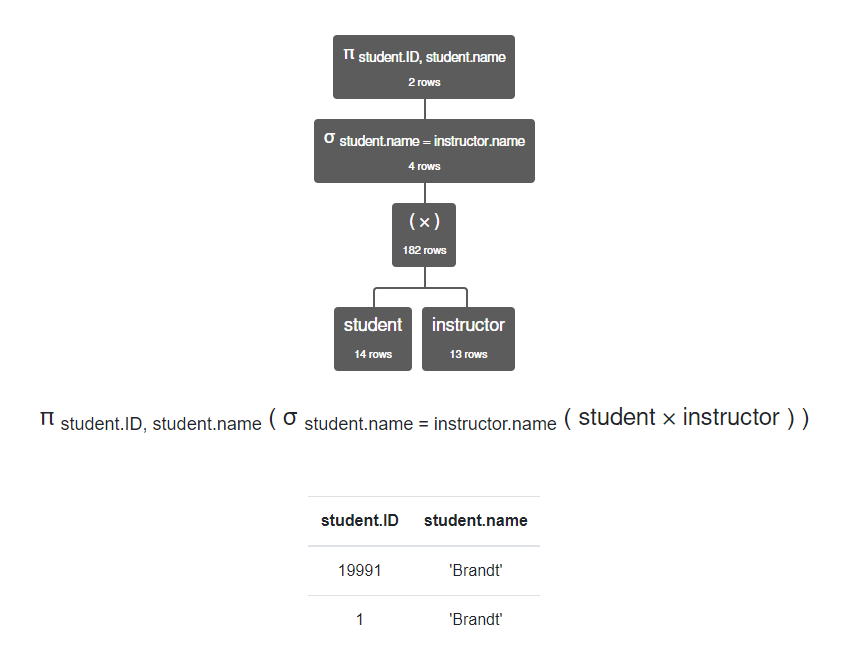 π student.ID, student.name
2 rows
σ student.name = instructor.name
4 rows
( × )
182 rows
student
14 rows
instructor
13 rows
π student.ID, student.name ( σ student.name = instructor.name ( student × instructor ) )
student.ID student.name
19991 'Brandt'
1 'Brandt'